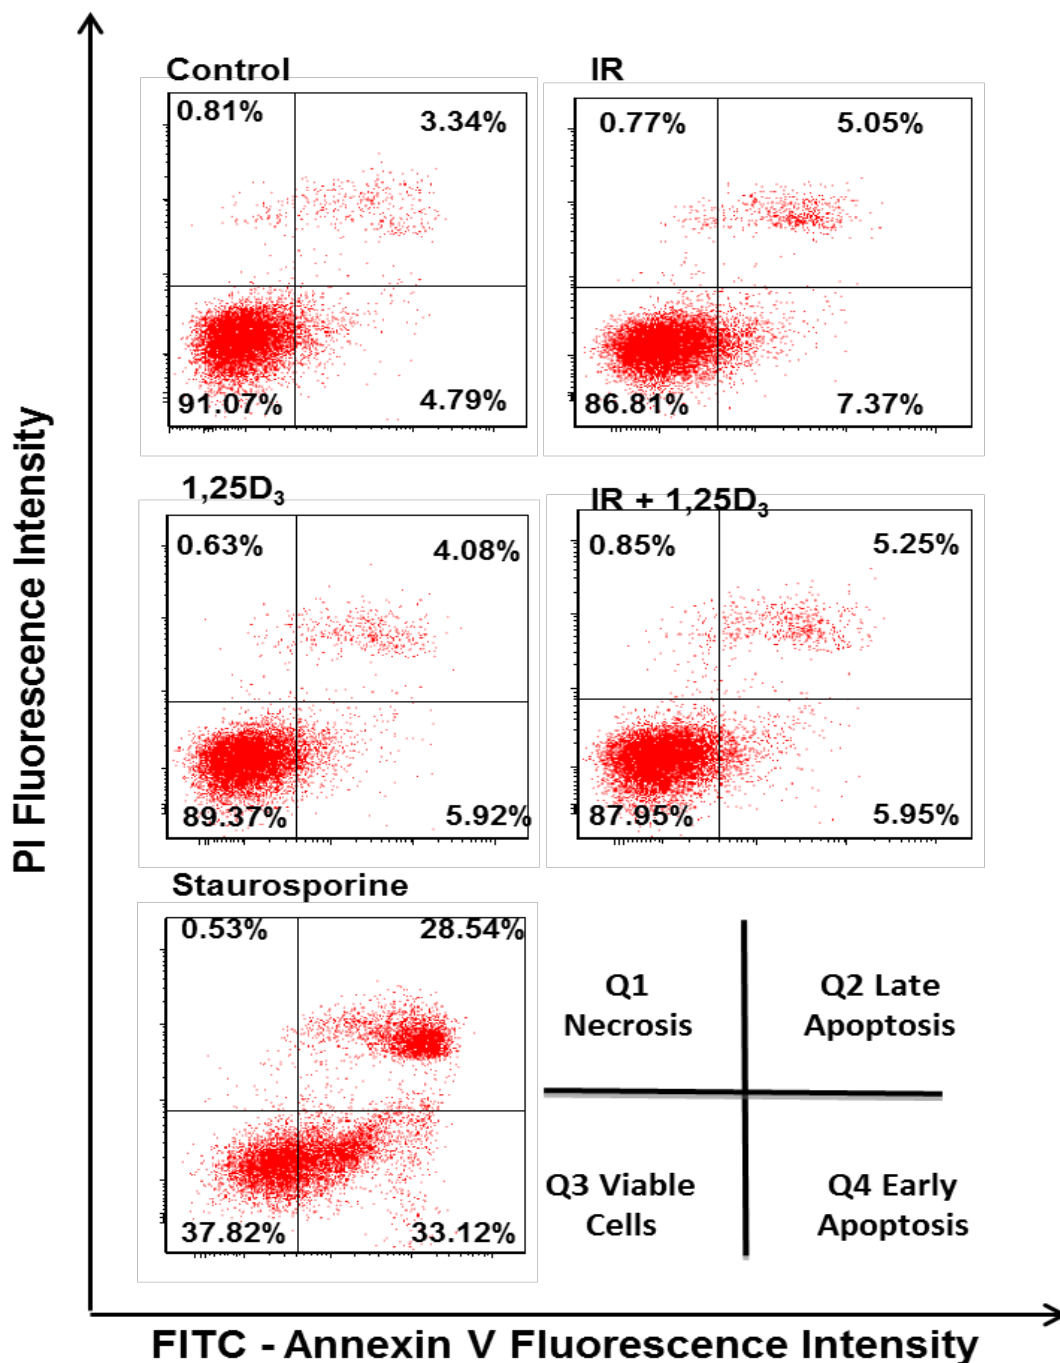 Control
0.81%
3.34%
91.07%
4.79%
IR
0.77%
5.05%
86.81%
7.37%
1,25D₃
0.63%
4.08%
89.37%
5.92%
IR + 1,25D₃
0.85%
5.25%
87.95%
5.95%
Staurosporine
0.53%
28.54%
37.82%
33.12%
Q1
Necrosis
Q2 Late
Apoptosis
Q3 Viable
Cells
Q4 Early
Apoptosis
PI Fluorescence Intensity
FITC - Annexin V Fluorescence Intensity